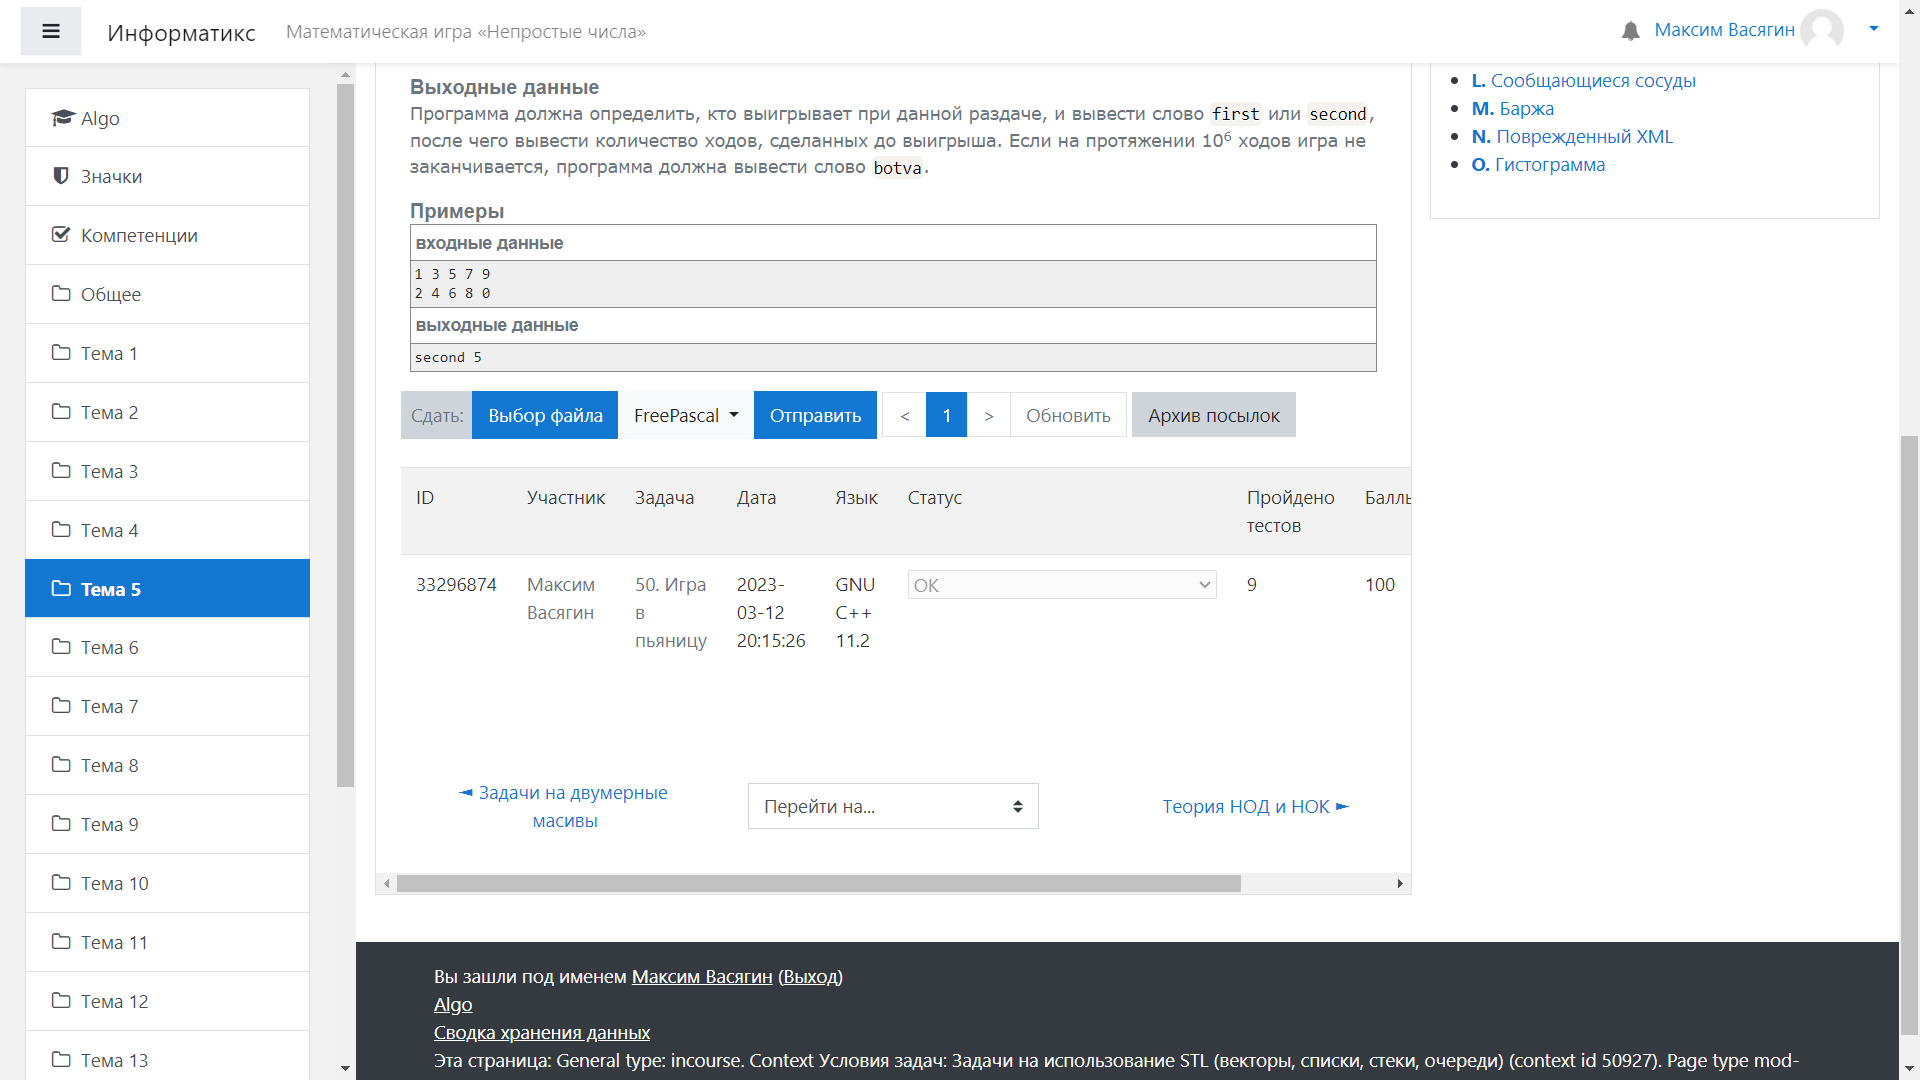 Информатикс
Математическая игра «Непростые числа»
Максим Васягин
Algo
Значки
Компетенции
Общее
Тема 1
Тема 2
Тема 3
Тема 4
Тема 5
Тема 6
Тема 7
Тема 8
Тема 9
Тема 10
Тема 11
Тема 12
Тема 13
Выходные данные
Программа должна определить, кто выигрывает при данной раздаче, и вывести слово first или second,
после чего вывести количество ходов, сделанных до выигрыша. Если на протяжении 10⁶ ходов игра не
заканчивается, программа должна вывести слово botva.
Примеры
входные данные
1 3 5 7 9
2 4 6 8 0
выходные данные
second 5
Сдать: Выбор файла FreePascal Отправить < 1 > Обновить Архив посылок
ID Участник Задача Дата Язык Статус Пройдено тестов
33296874 Максим Васягин 50. Игра в пьяницу 2023-03-12 20:15:26 GNU C++ 11.2 OK 9 100
◄ Задачи на двумерные
масивы
Перейти на...
Теория НОД и НОК ►
L. Сообщающиеся сосуды
M. Баржа
N. Поврежденный XML
O. Гистограмма
Вы зашли под именем Максим Васягин (Выход)
Algo
Сводка хранения данных
Эта страница: General type: incourse. Context Условия задач: Задачи на использование STL (векторы, списки, стеки, очереди) (context id 50927). Page type mod-